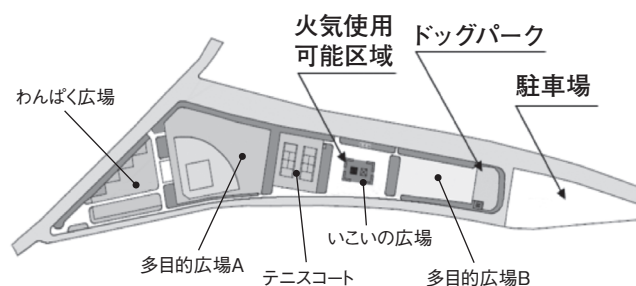 火気使用
可能区域
ドッグパーク
駐車場
わんぱく広場
多目的広場A
テニスコート
いこいの広場
多目的広場B